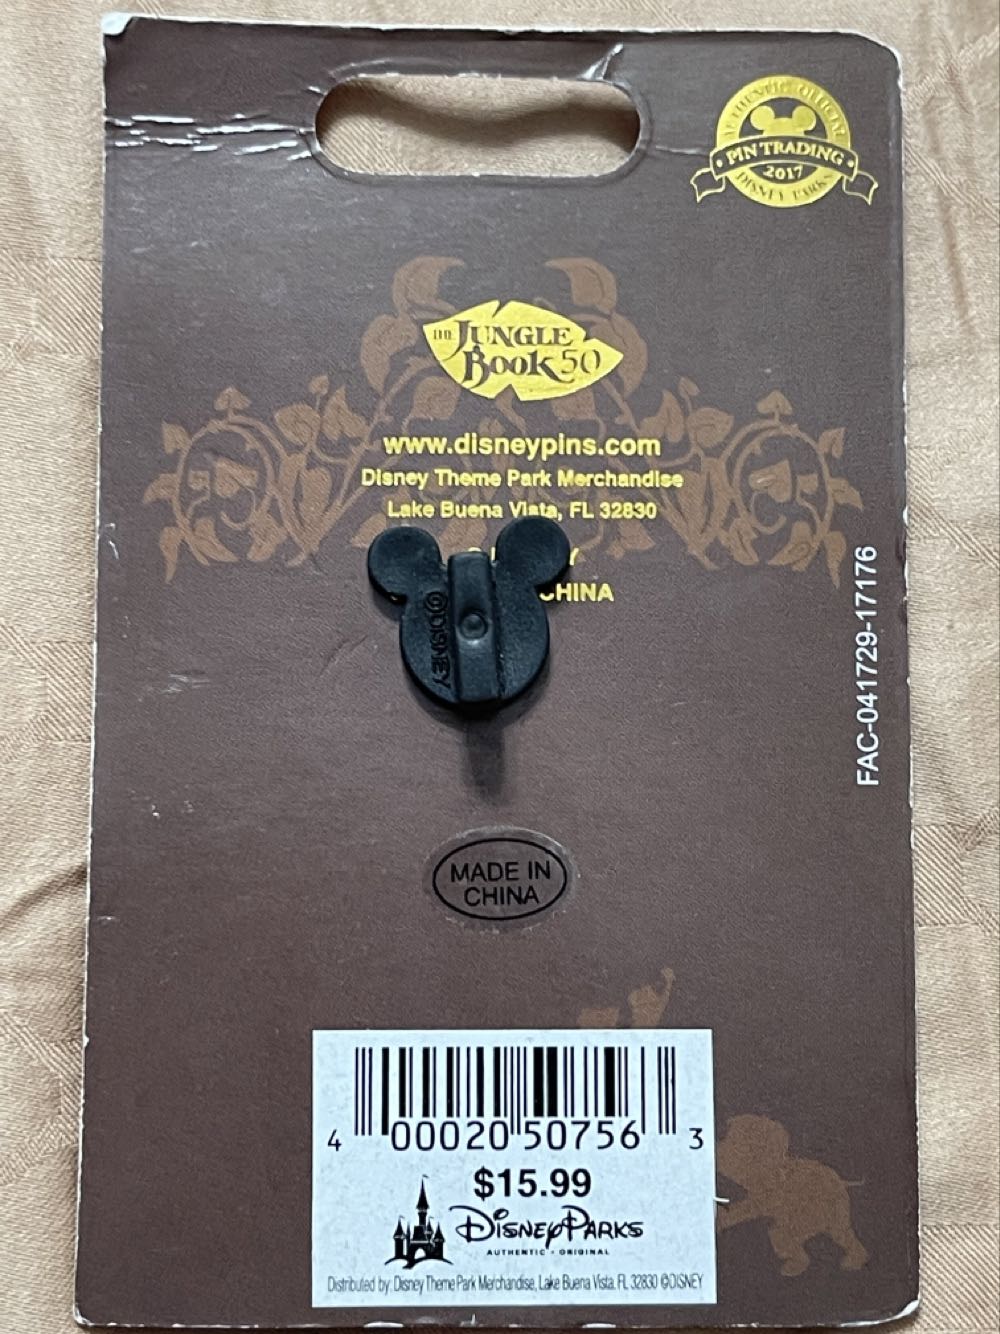 AUTHENTIC OFFICIAL
PIN TRADING
2017
DISNEY PARKS
THE JUNGLE
BOOK 50
www.disneypins.com
Disney Theme Park Merchandise
Lake Buena Vista, FL 32830
CHINA
©DISNEY
FAC-041729-17176
MADE IN
CHINA
4 00020 50756 3
$15.99
DISNEY PARKS
AUTHENTIC • ORIGINAL
Distributed by: Disney Theme Park Merchandise, Lake Buena Vista, FL 32830 ©DISNEY